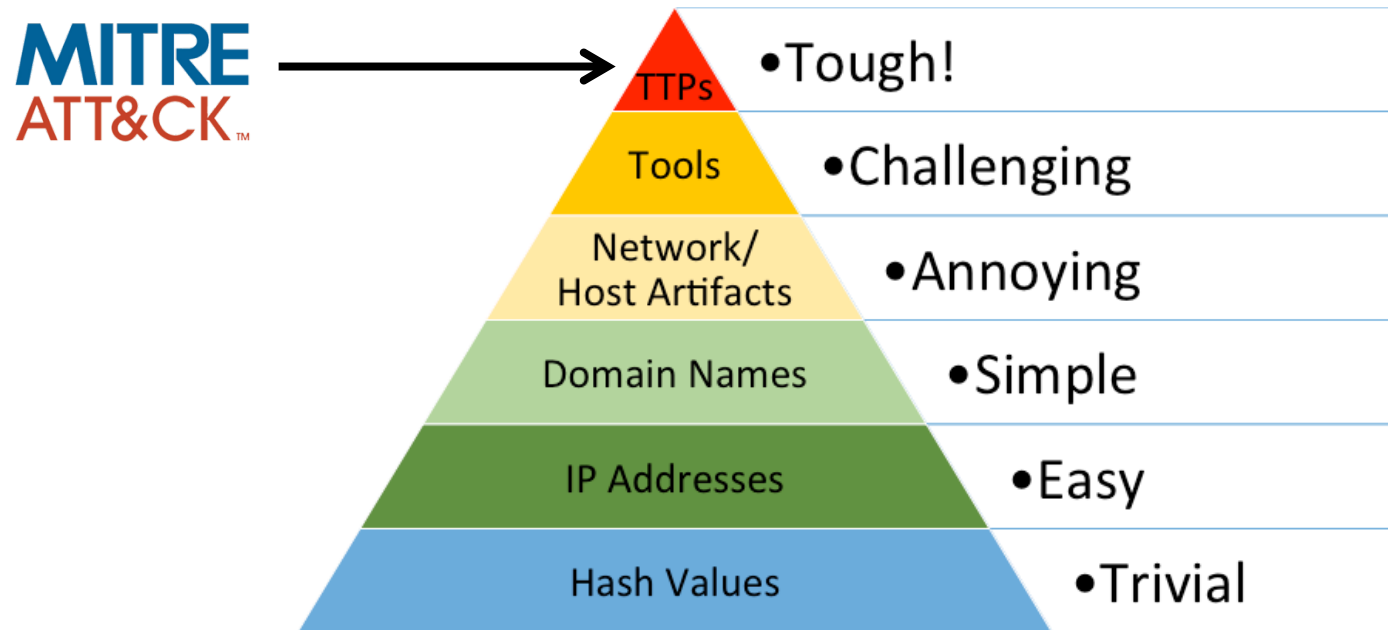 MITRE
ATT&CK™
TTPs
•Tough!
Tools
•Challenging
Network/
Host Artifacts
•Annoying
Domain Names
•Simple
IP Addresses
•Easy
Hash Values
•Trivial